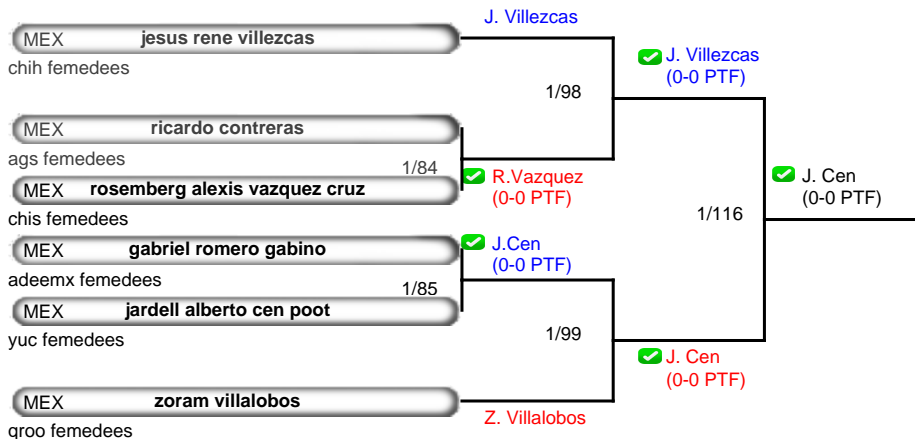 J. Villezcas
MEX jesus rene villezcas
chih femedees
J. Villezcas
(0-0 PTF)
1/98
MEX ricardo contreras
ags femedees
1/84
R.Vazquez
(0-0 PTF)
MEX rosemberg alexis vazquez cruz
chis femedees
J. Cen
(0-0 PTF)
1/116
MEX gabriel romero gabino
adeemx femedees
J.Cen
(0-0 PTF)
1/85
MEX jardell alberto cen poot
yuc femedees
1/99
J. Cen
(0-0 PTF)
MEX zoram villalobos
Z. Villalobos
qroo femedees